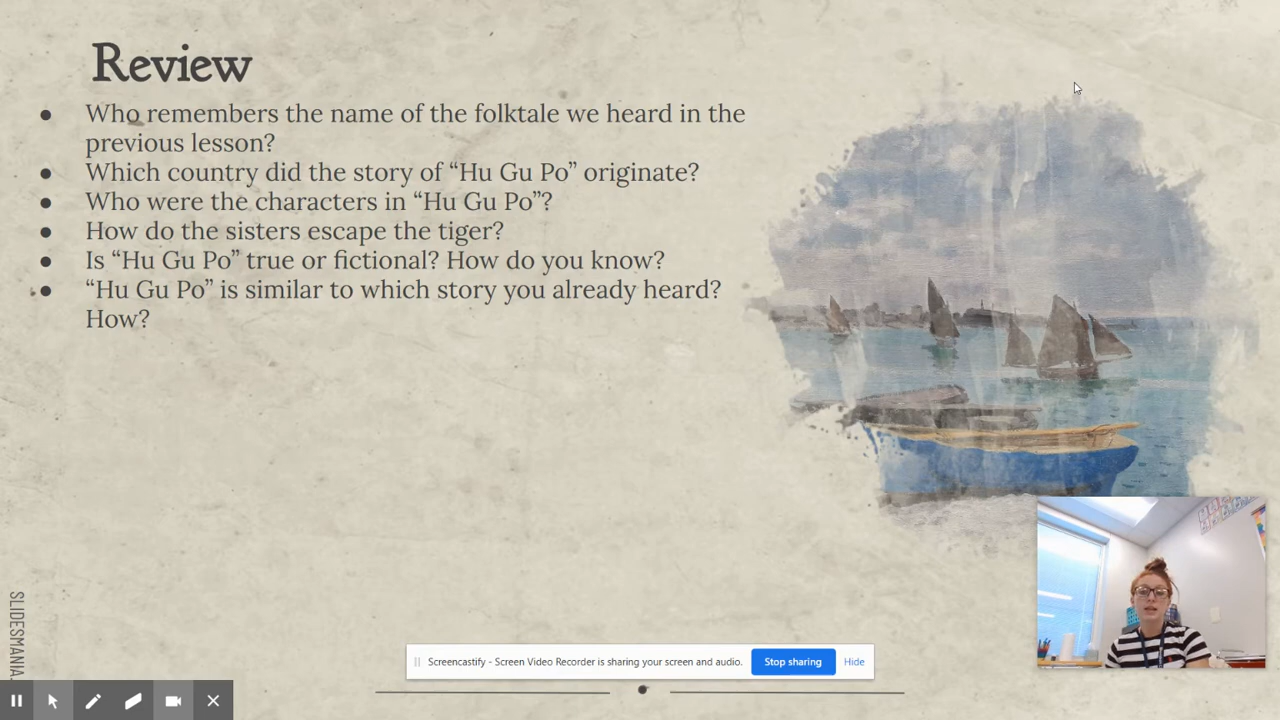 Review
● Who remembers the name of the folktale we heard in the
previous lesson?
● Which country did the story of “Hu Gu Po” originate?
● Who were the characters in “Hu Gu Po”?
● How do the sisters escape the tiger?
● Is “Hu Gu Po” true or fictional? How do you know?
● “Hu Gu Po” is similar to which story you already heard?
How?
SLIDESMANIA.
Screencastify - Screen Video Recorder is sharing your screen and audio.
Stop sharing
Hide